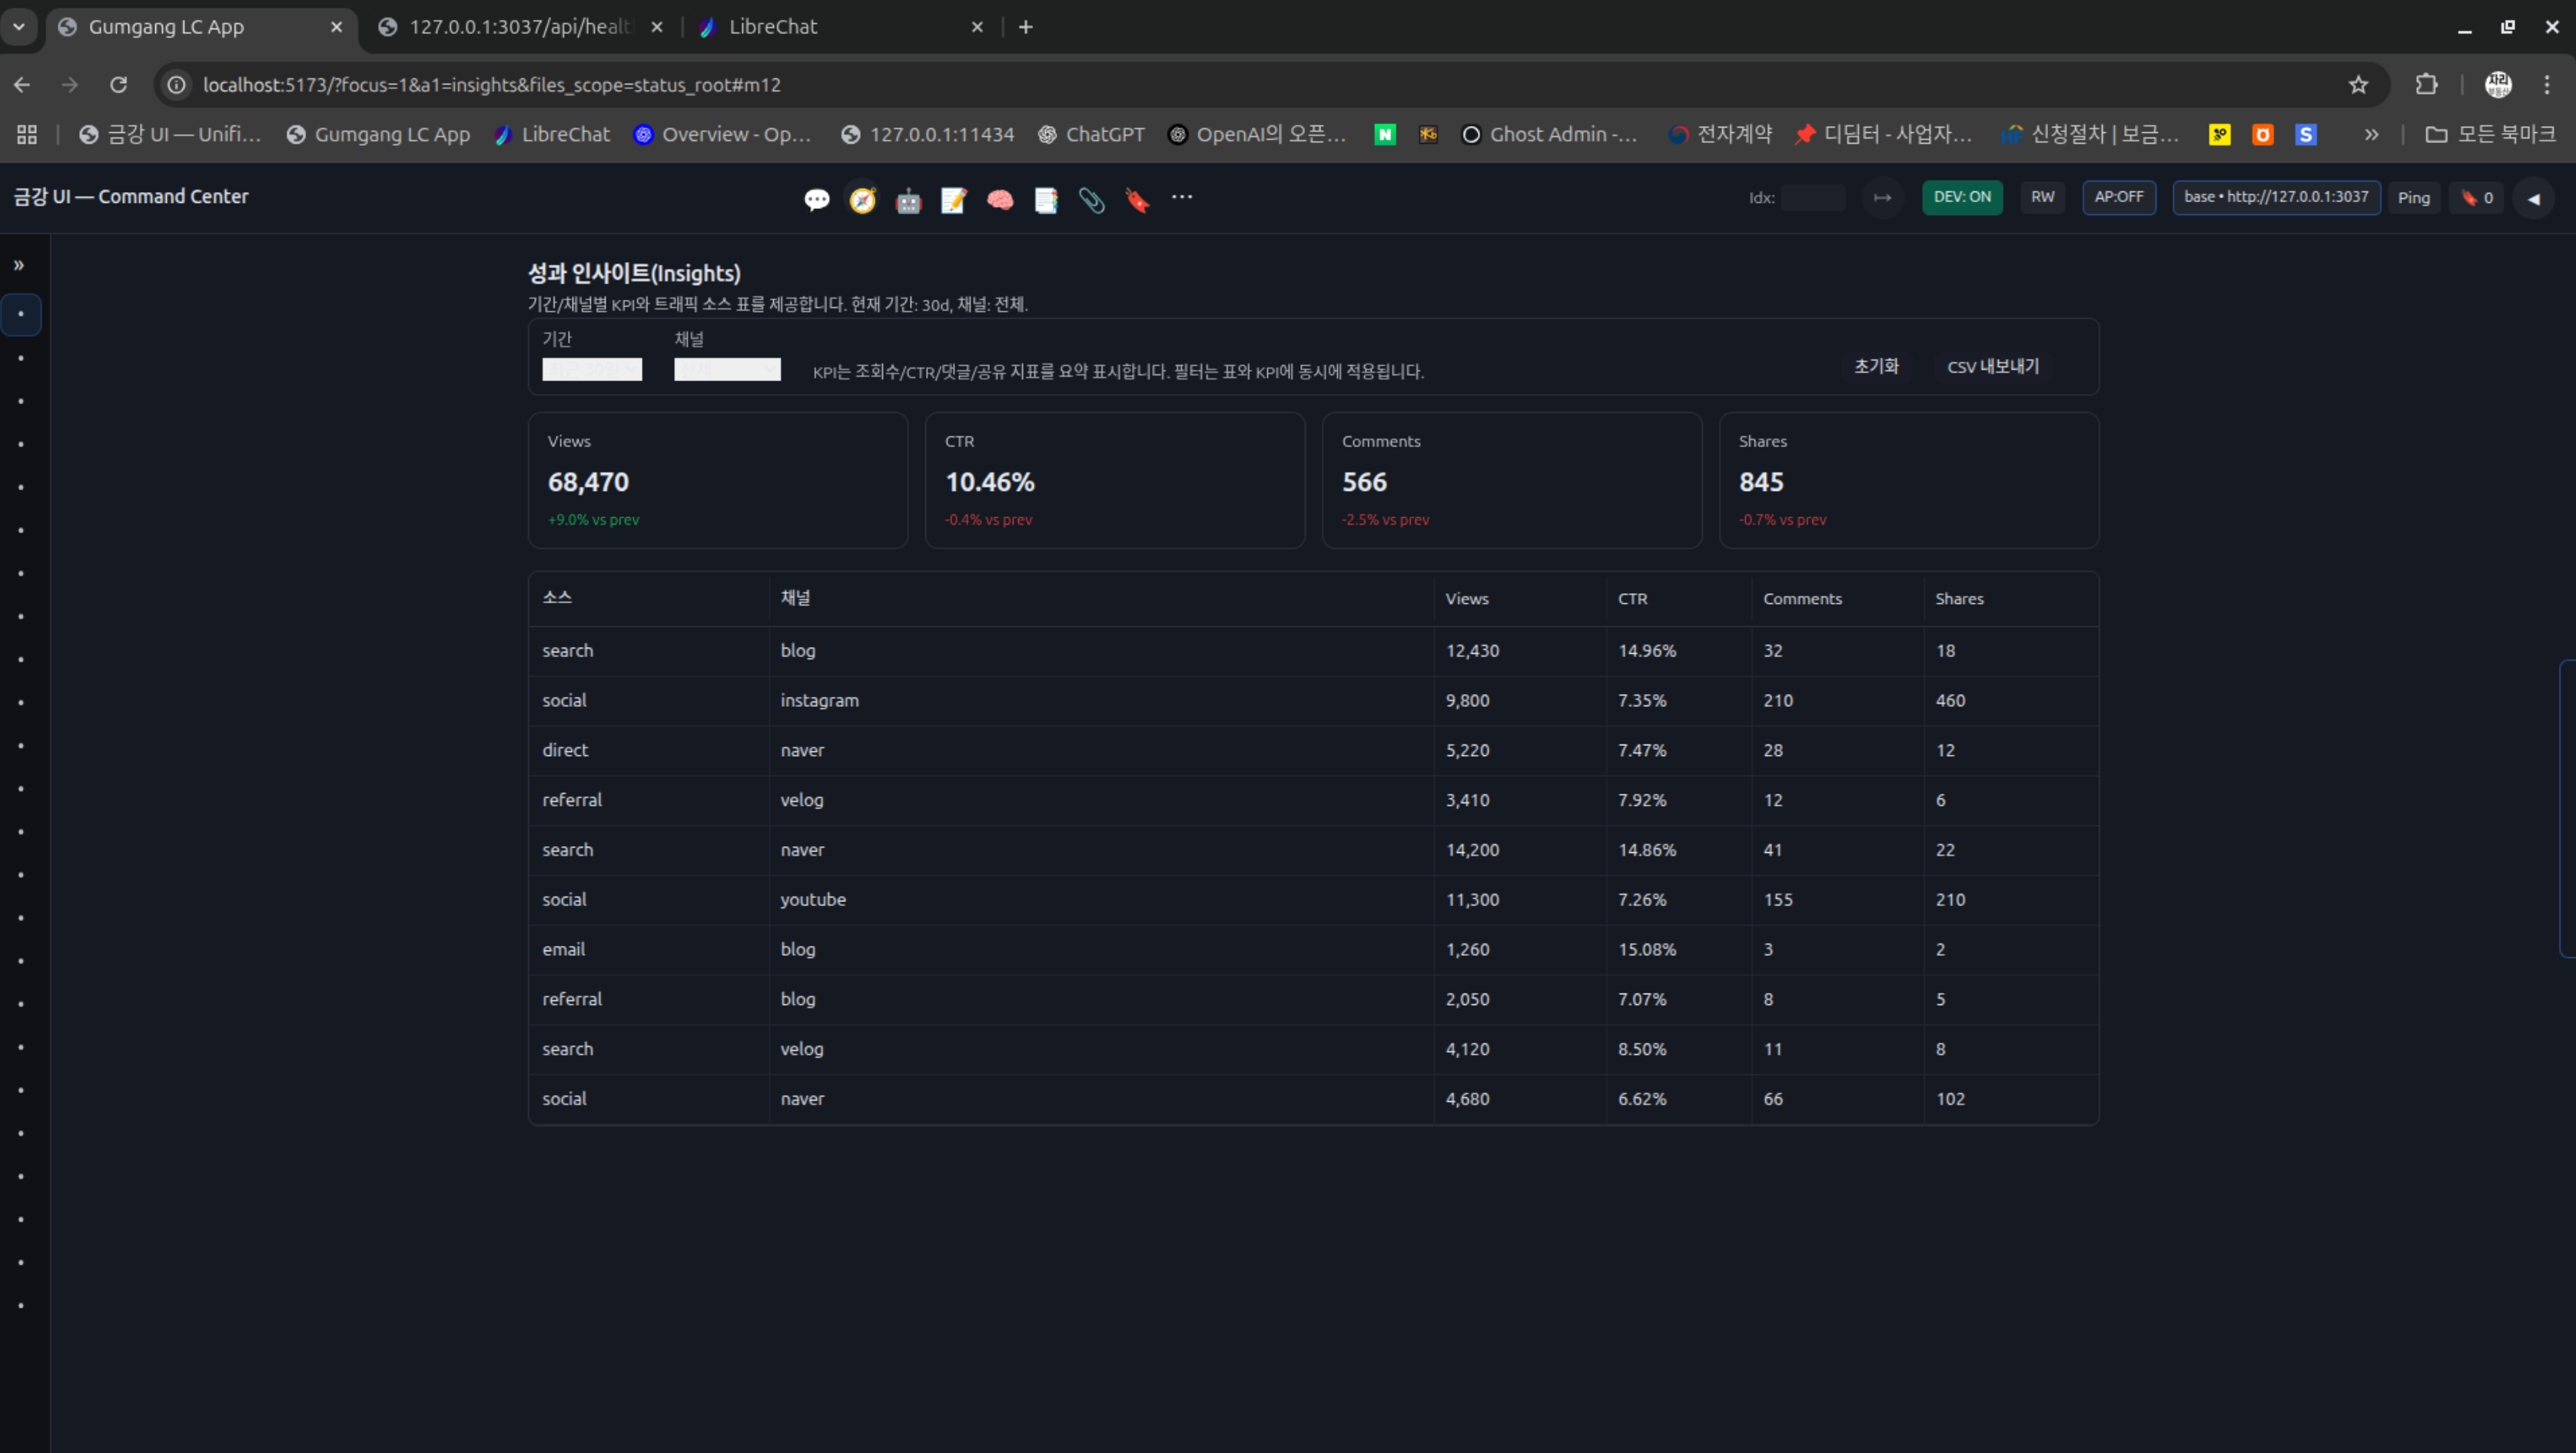 Gumgang LC App
127.0.0.1:3037/api/healt
LibreChat
localhost:5173/?focus=1&a1=insights&files_scope=status_root#m12
금강 UI — Unifi...
Gumgang LC App
LibreChat
Overview - Op...
127.0.0.1:11434
ChatGPT
OpenAI의 오픈...
N
Ghost Admin -...
전자계약
디딤터 - 사업자...
신청절차 | 보금...
S
모든 북마크
금강 UI — Command Center
Idx:
DEV: ON
RW
AP:OFF
base • http://127.0.0.1:3037
Ping
0
성과 인사이트(Insights)
기간/채널별 KPI와 트래픽 소스 표를 제공합니다. 현재 기간: 30d, 채널: 전체.
기간 채널
KPI는 조회수/CTR/댓글/공유 지표를 요약 표시합니다. 필터는 표와 KPI에 동시에 적용됩니다.
초기화 CSV 내보내기
Views
68,470
+9.0% vs prev
CTR
10.46%
-0.4% vs prev
Comments
566
-2.5% vs prev
Shares
845
-0.7% vs prev
소스 채널 Views CTR Comments Shares
search blog 12,430 14.96% 32 18
social instagram 9,800 7.35% 210 460
direct naver 5,220 7.47% 28 12
referral velog 3,410 7.92% 12 6
search naver 14,200 14.86% 41 22
social youtube 11,300 7.26% 155 210
email blog 1,260 15.08% 3 2
referral blog 2,050 7.07% 8 5
search velog 4,120 8.50% 11 8
social naver 4,680 6.62% 66 102